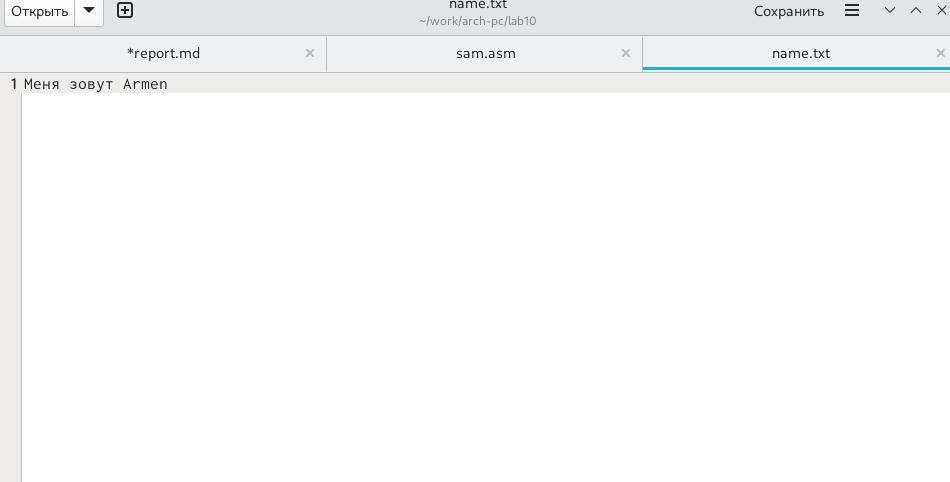 Открыть
name.txt
~/work/arch-pc/lab10
Сохранить
*report.md
sam.asm
name.txt
1 Меня зовут Armen